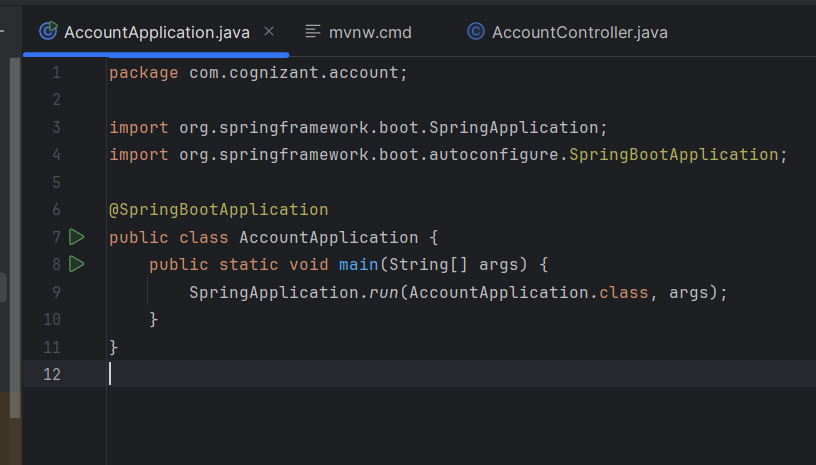 AccountApplication.java mvnw.cmd AccountController.java
1 package com.cognizant.account;
2
3 import org.springframework.boot.SpringApplication;
4 import org.springframework.boot.autoconfigure.SpringBootApplication;
5
6 @SpringBootApplication
7 public class AccountApplication {
8     public static void main(String[] args) {
9         SpringApplication.run(AccountApplication.class, args);
10     }
11 }
12